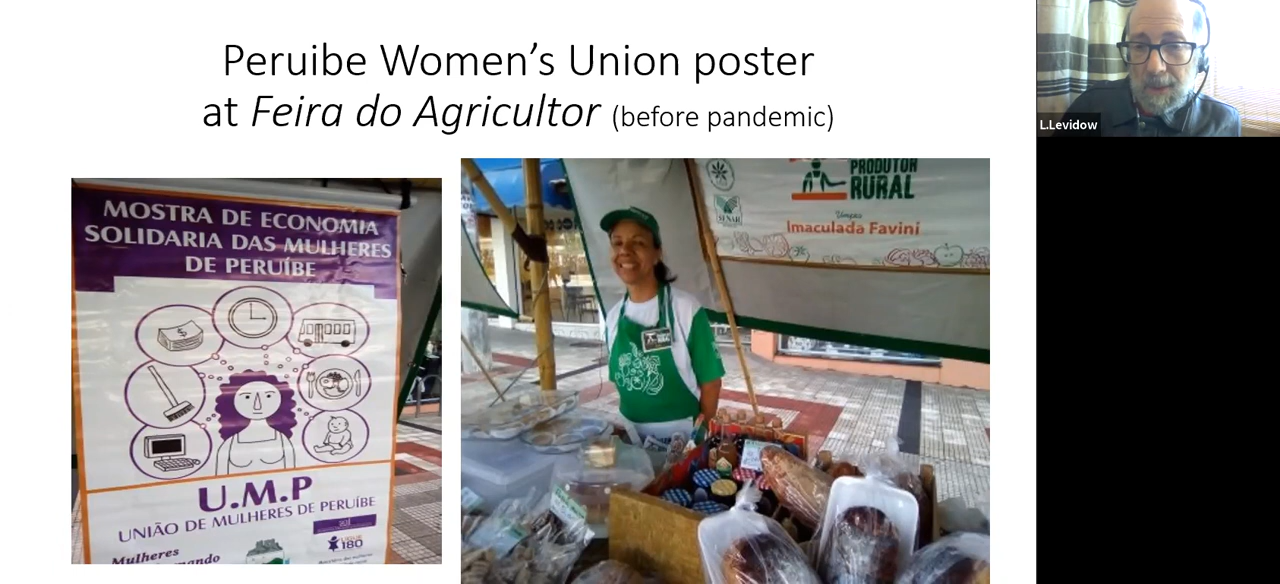 Peruibe Women’s Union poster
at Feira do Agricultor (before pandemic)
L.Levidow
MOSTRA DE ECONOMIA
SOLIDARIA DAS MULHERES
DE PERUÍBE
$
U.M.P
UNIÃO DE MULHERES DE PERUÍBE
LIGUE
180
Mulheres
PRODUTOR
RURAL
SENAR
Imaculada Favini